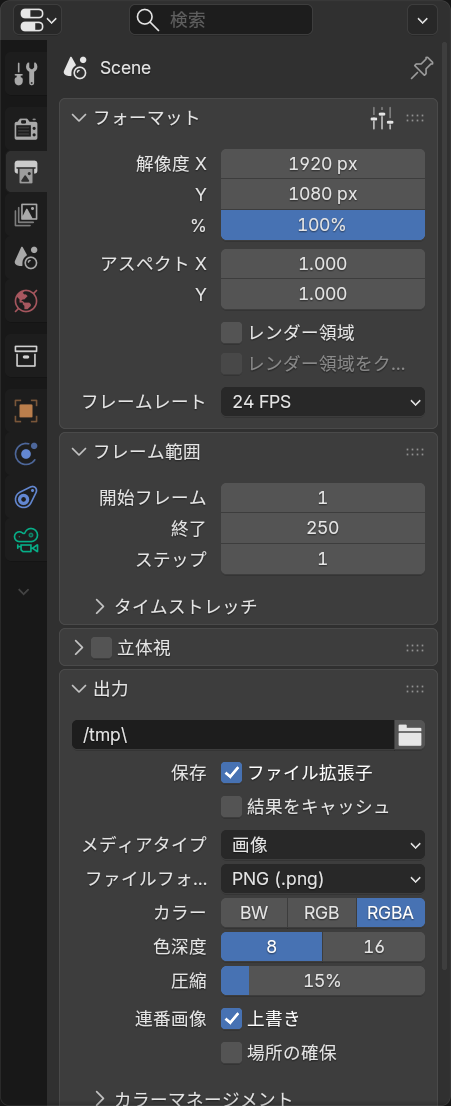 検索
Scene
フォーマット
解像度 X 1920 px
Y 1080 px
% 100%
アスペクト X 1.000
Y 1.000
レンダー領域
レンダー領域をク...
フレームレート 24 FPS
フレーム範囲
開始フレーム 1
終了 250
ステップ 1
タイムストレッチ
立体視
出力
/tmp\
保存 ファイル拡張子
結果をキャッシュ
メディアタイプ 画像
ファイルフォ... PNG (.png)
カラー BW RGB RGBA
色深度 8 16
圧縮 15%
連番画像 上書き
場所の確保
カラーマネージメント